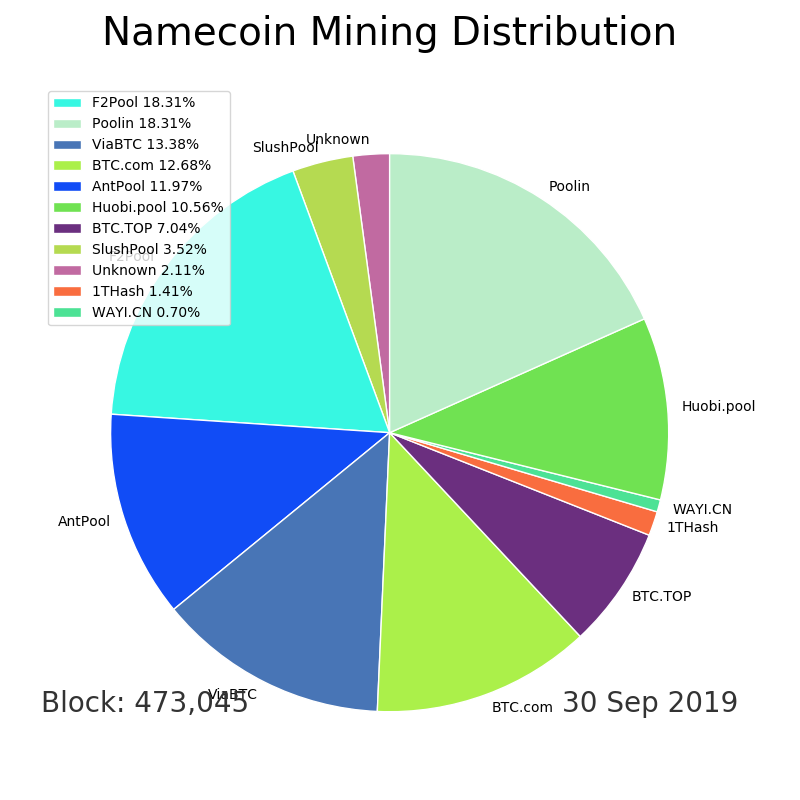 Namecoin Mining Distribution
F2Pool 18.31%
Poolin 18.31%
ViaBTC 13.38%
BTC.com 12.68%
AntPool 11.97%
Huobi.pool 10.56%
BTC.TOP 7.04%
SlushPool 3.52%
Unknown 2.11%
1THash 1.41%
WAYI.CN 0.70%
Unknown
SlushPool
Poolin
F2Pool
Huobi.pool
WAYI.CN
1THash
AntPool
BTC.TOP
ViaBTC
BTC.com
Block: 473,045
30 Sep 2019